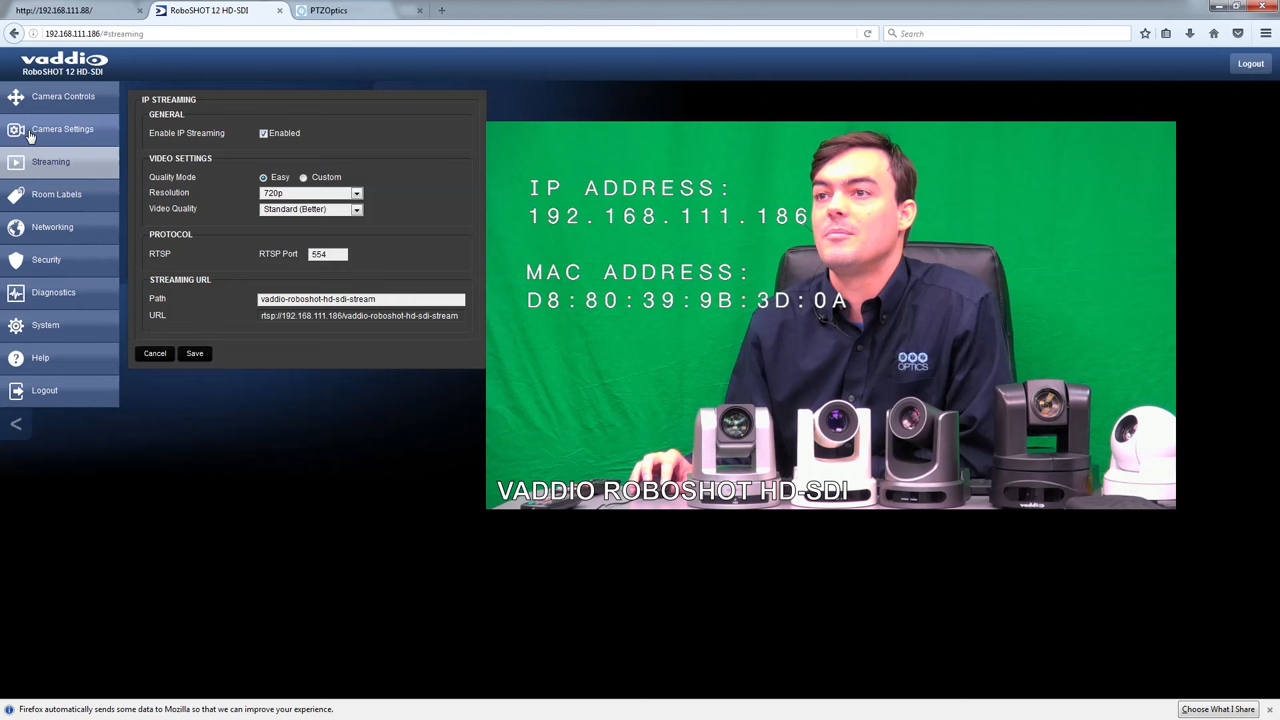 http://192.168.111.88/ × RoboSHOT 12 HD-SDI × PTZOptics × +
192.168.111.186/#streaming Search
vaddio
RoboSHOT 12 HD-SDI
Logout
Camera Controls
Camera Settings
Streaming
Room Labels
Networking
Security
Diagnostics
System
Help
Logout
<
IP STREAMING
GENERAL
Enable IP Streaming Enabled
VIDEO SETTINGS
Quality Mode Easy Custom
Resolution 720p
Video Quality Standard (Better)
PROTOCOL
RTSP RTSP Port 554
STREAMING URL
Path vaddio-roboshot-hd-sdi-stream
URL rtsp://192.168.111.186/vaddio-roboshot-hd-sdi-stream
Cancel Save
IP ADDRESS:
192.168.111.186
MAC ADDRESS:
D8:80:39:9B:3D:0A
OPTICS
vaddio
VADDIO ROBOSHOT HD-SDI
Firefox automatically sends some data to Mozilla so that we can improve your experience. Choose What I Share ×